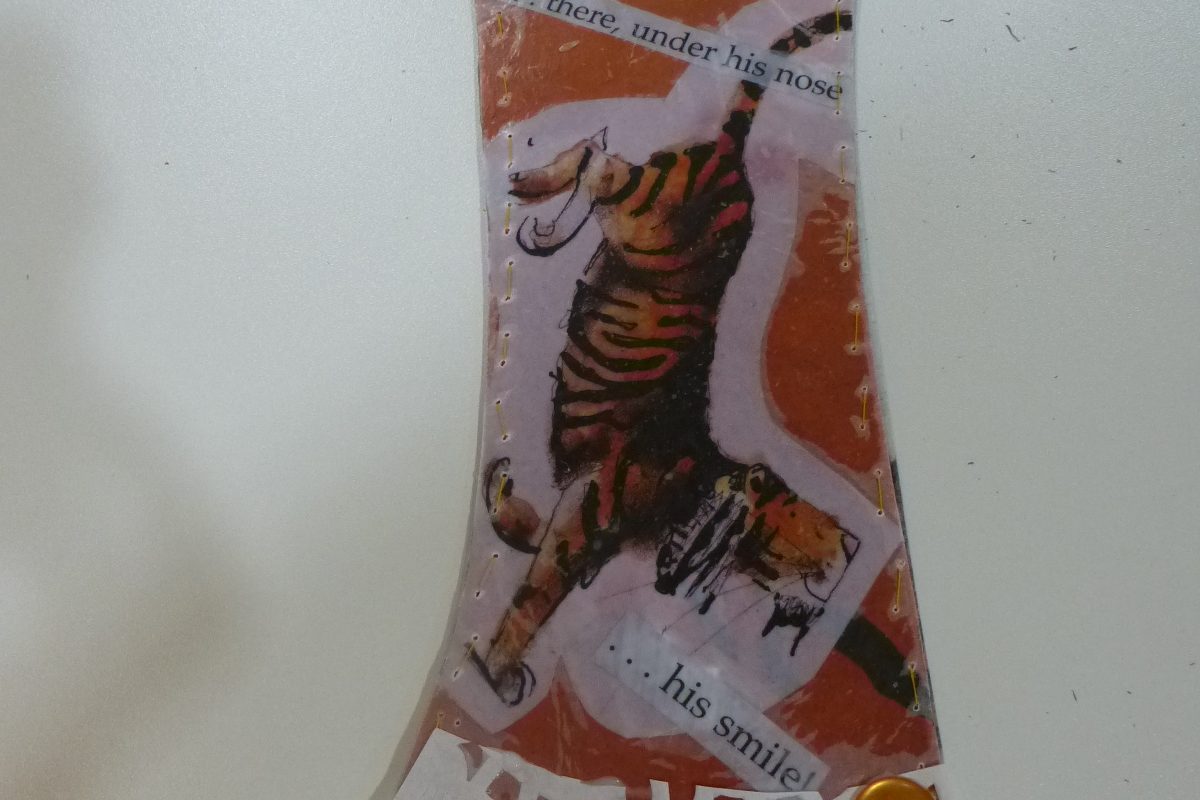 there, under his nose
. . . . his smile!